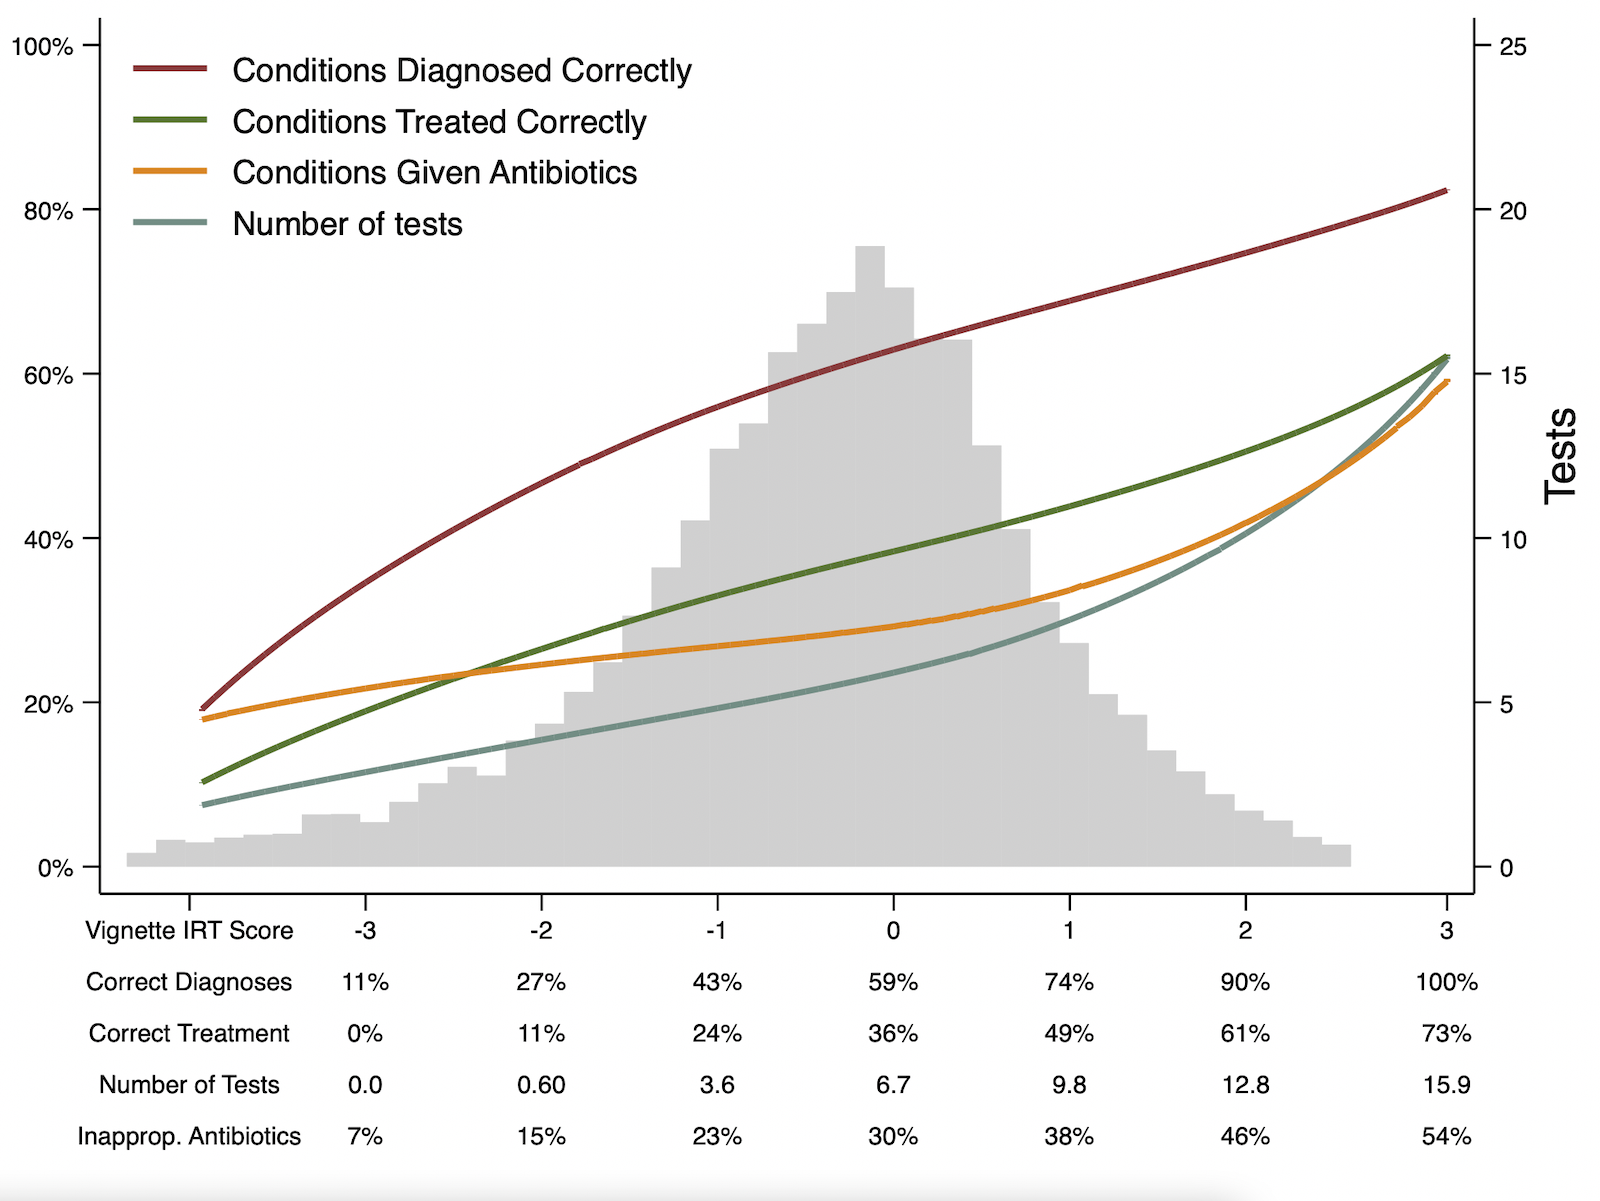 100%
80%
60%
40%
20%
0%
Conditions Diagnosed Correctly
Conditions Treated Correctly
Conditions Given Antibiotics
Number of tests
25
20
15
10
5
0
Tests
Vignette IRT Score -3 -2 -1 0 1 2 3
Correct Diagnoses 11% 27% 43% 59% 74% 90% 100%
Correct Treatment 0% 11% 24% 36% 49% 61% 73%
Number of Tests 0.0 0.60 3.6 6.7 9.8 12.8 15.9
Inapprop. Antibiotics 7% 15% 23% 30% 38% 46% 54%